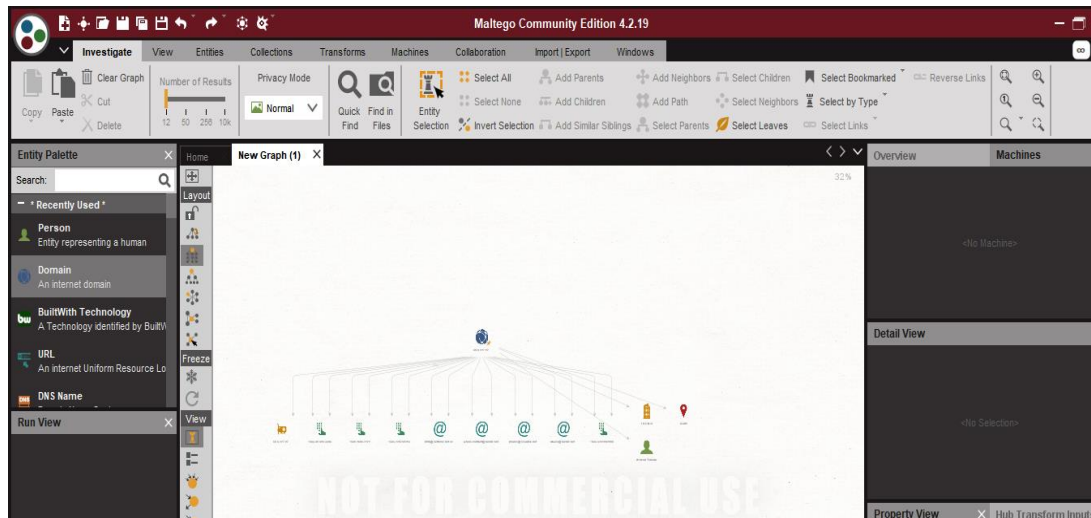 Maltego Community Edition 4.2.19
Investigate View Entities Collections Transforms Machines Collaboration Import | Export Windows
Copy Paste Clear Graph Cut Delete
Number of Results
12 50 256 10k
Privacy Mode
Normal
Quick Find Find in Files
Entity Selection
Select All Add Parents Add Neighbors Select Children Select Bookmarked Reverse Links
Select None Add Children Add Path Select Neighbors Select by Type
Invert Selection Add Similar Siblings Select Parents Select Leaves Select Links
Entity Palette X
Home New Graph (1) X
Overview Machines
Search:
32%
Layout
* Recently Used *
Person
Entity representing a human
<No Machine>
Domain
An internet domain
BuiltWith Technology
bw
A Technology identified by BuiltW
Detail View
URL
An internet Uniform Resource Lo
Freeze
DNS Name
DNS
Run View X
View
<No Selection>
NOT FOR COMMERCIAL USE
Property View X Hub Transform Inputs